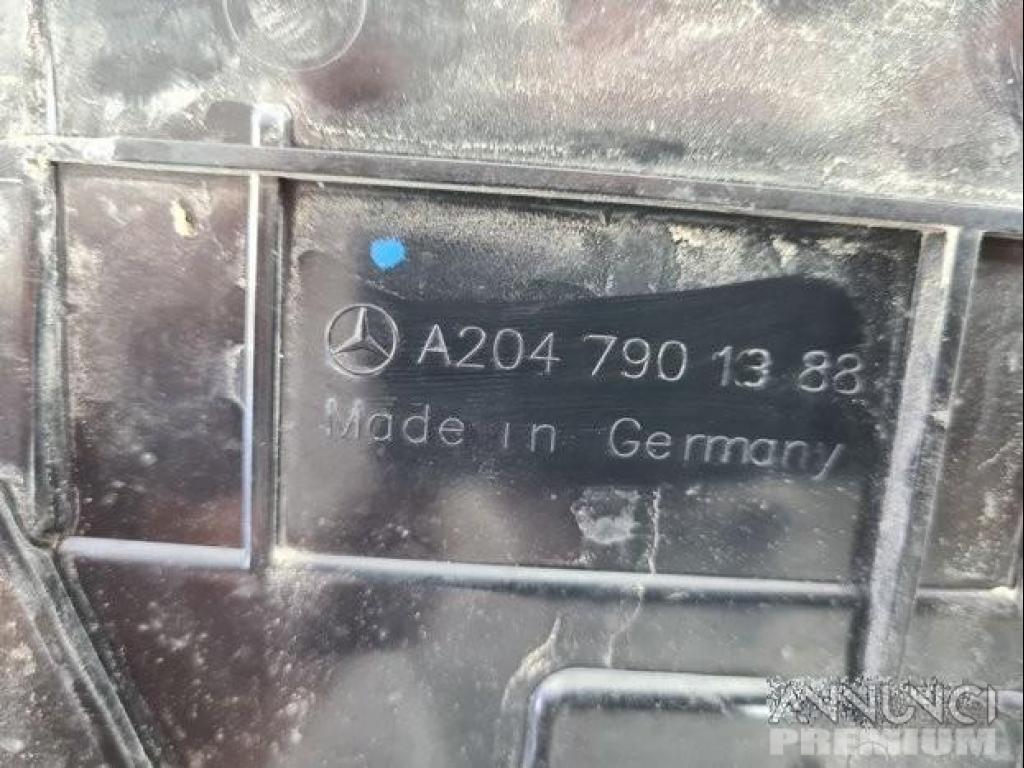 A204 790 13 88
Made in Germany
ANNUNCI
PREMIUM